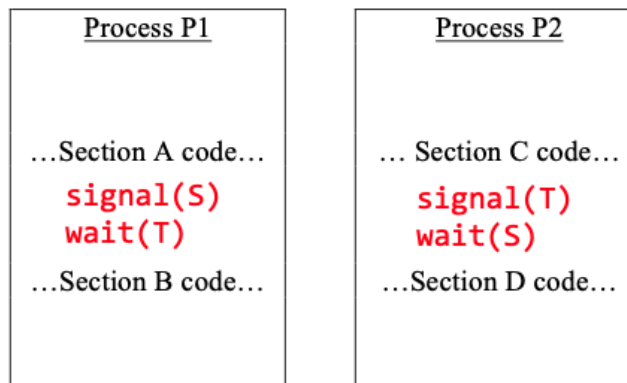 Process P1
...Section A code...
signal(S)
wait(T)
...Section B code...
Process P2
... Section C code...
signal(T)
wait(S)
...Section D code...